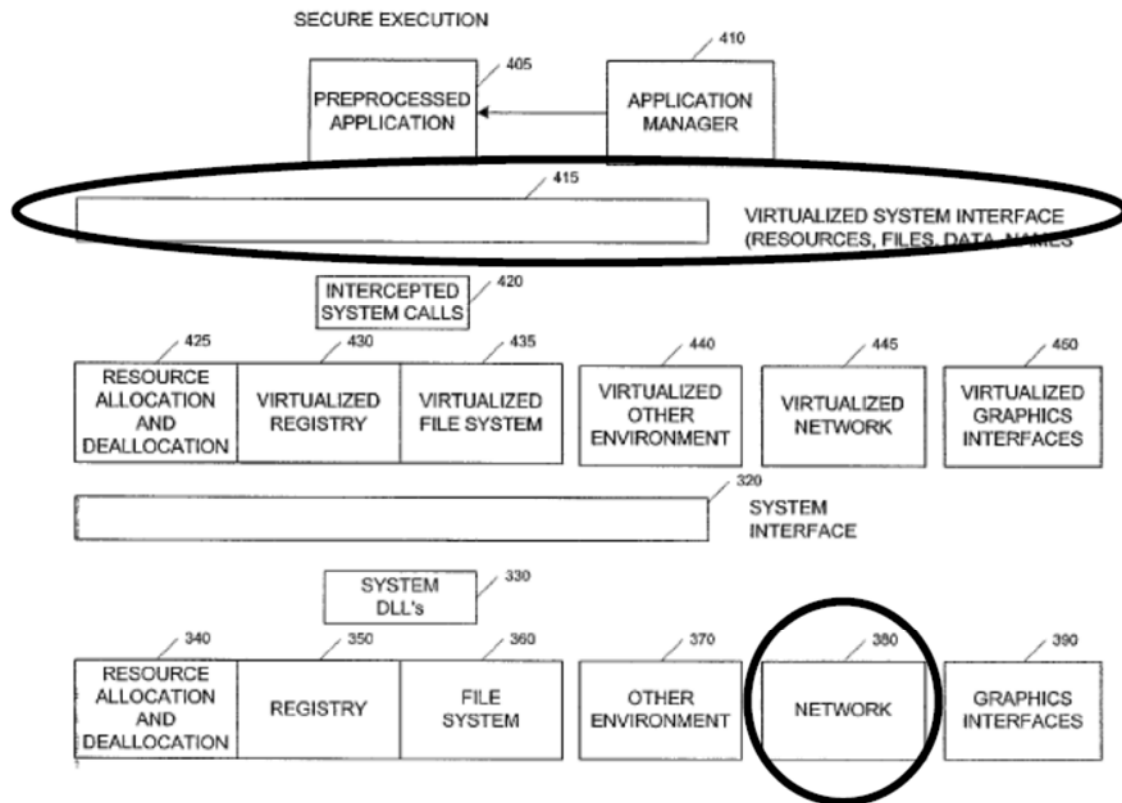 SECURE EXECUTION
410
405
PREPROCESSED
APPLICATION
APPLICATION
MANAGER
415
VIRTUALIZED SYSTEM INTERFACE
(RESOURCES, FILES, DATA, NAMES
INTERCEPTED
SYSTEM CALLS
420
425
430
435
440
445
450
RESOURCE
ALLOCATION
AND
DEALLOCATION
VIRTUALIZED
REGISTRY
VIRTUALIZED
FILE SYSTEM
VIRTUALIZED
OTHER
ENVIRONMENT
VIRTUALIZED
NETWORK
VIRTUALIZED
GRAPHICS
INTERFACES
320
SYSTEM
INTERFACE
SYSTEM
DLL's
330
340
350
360
370
380
390
RESOURCE
ALLOCATION
AND
DEALLOCATION
REGISTRY
FILE
SYSTEM
OTHER
ENVIRONMENT
NETWORK
GRAPHICS
INTERFACES